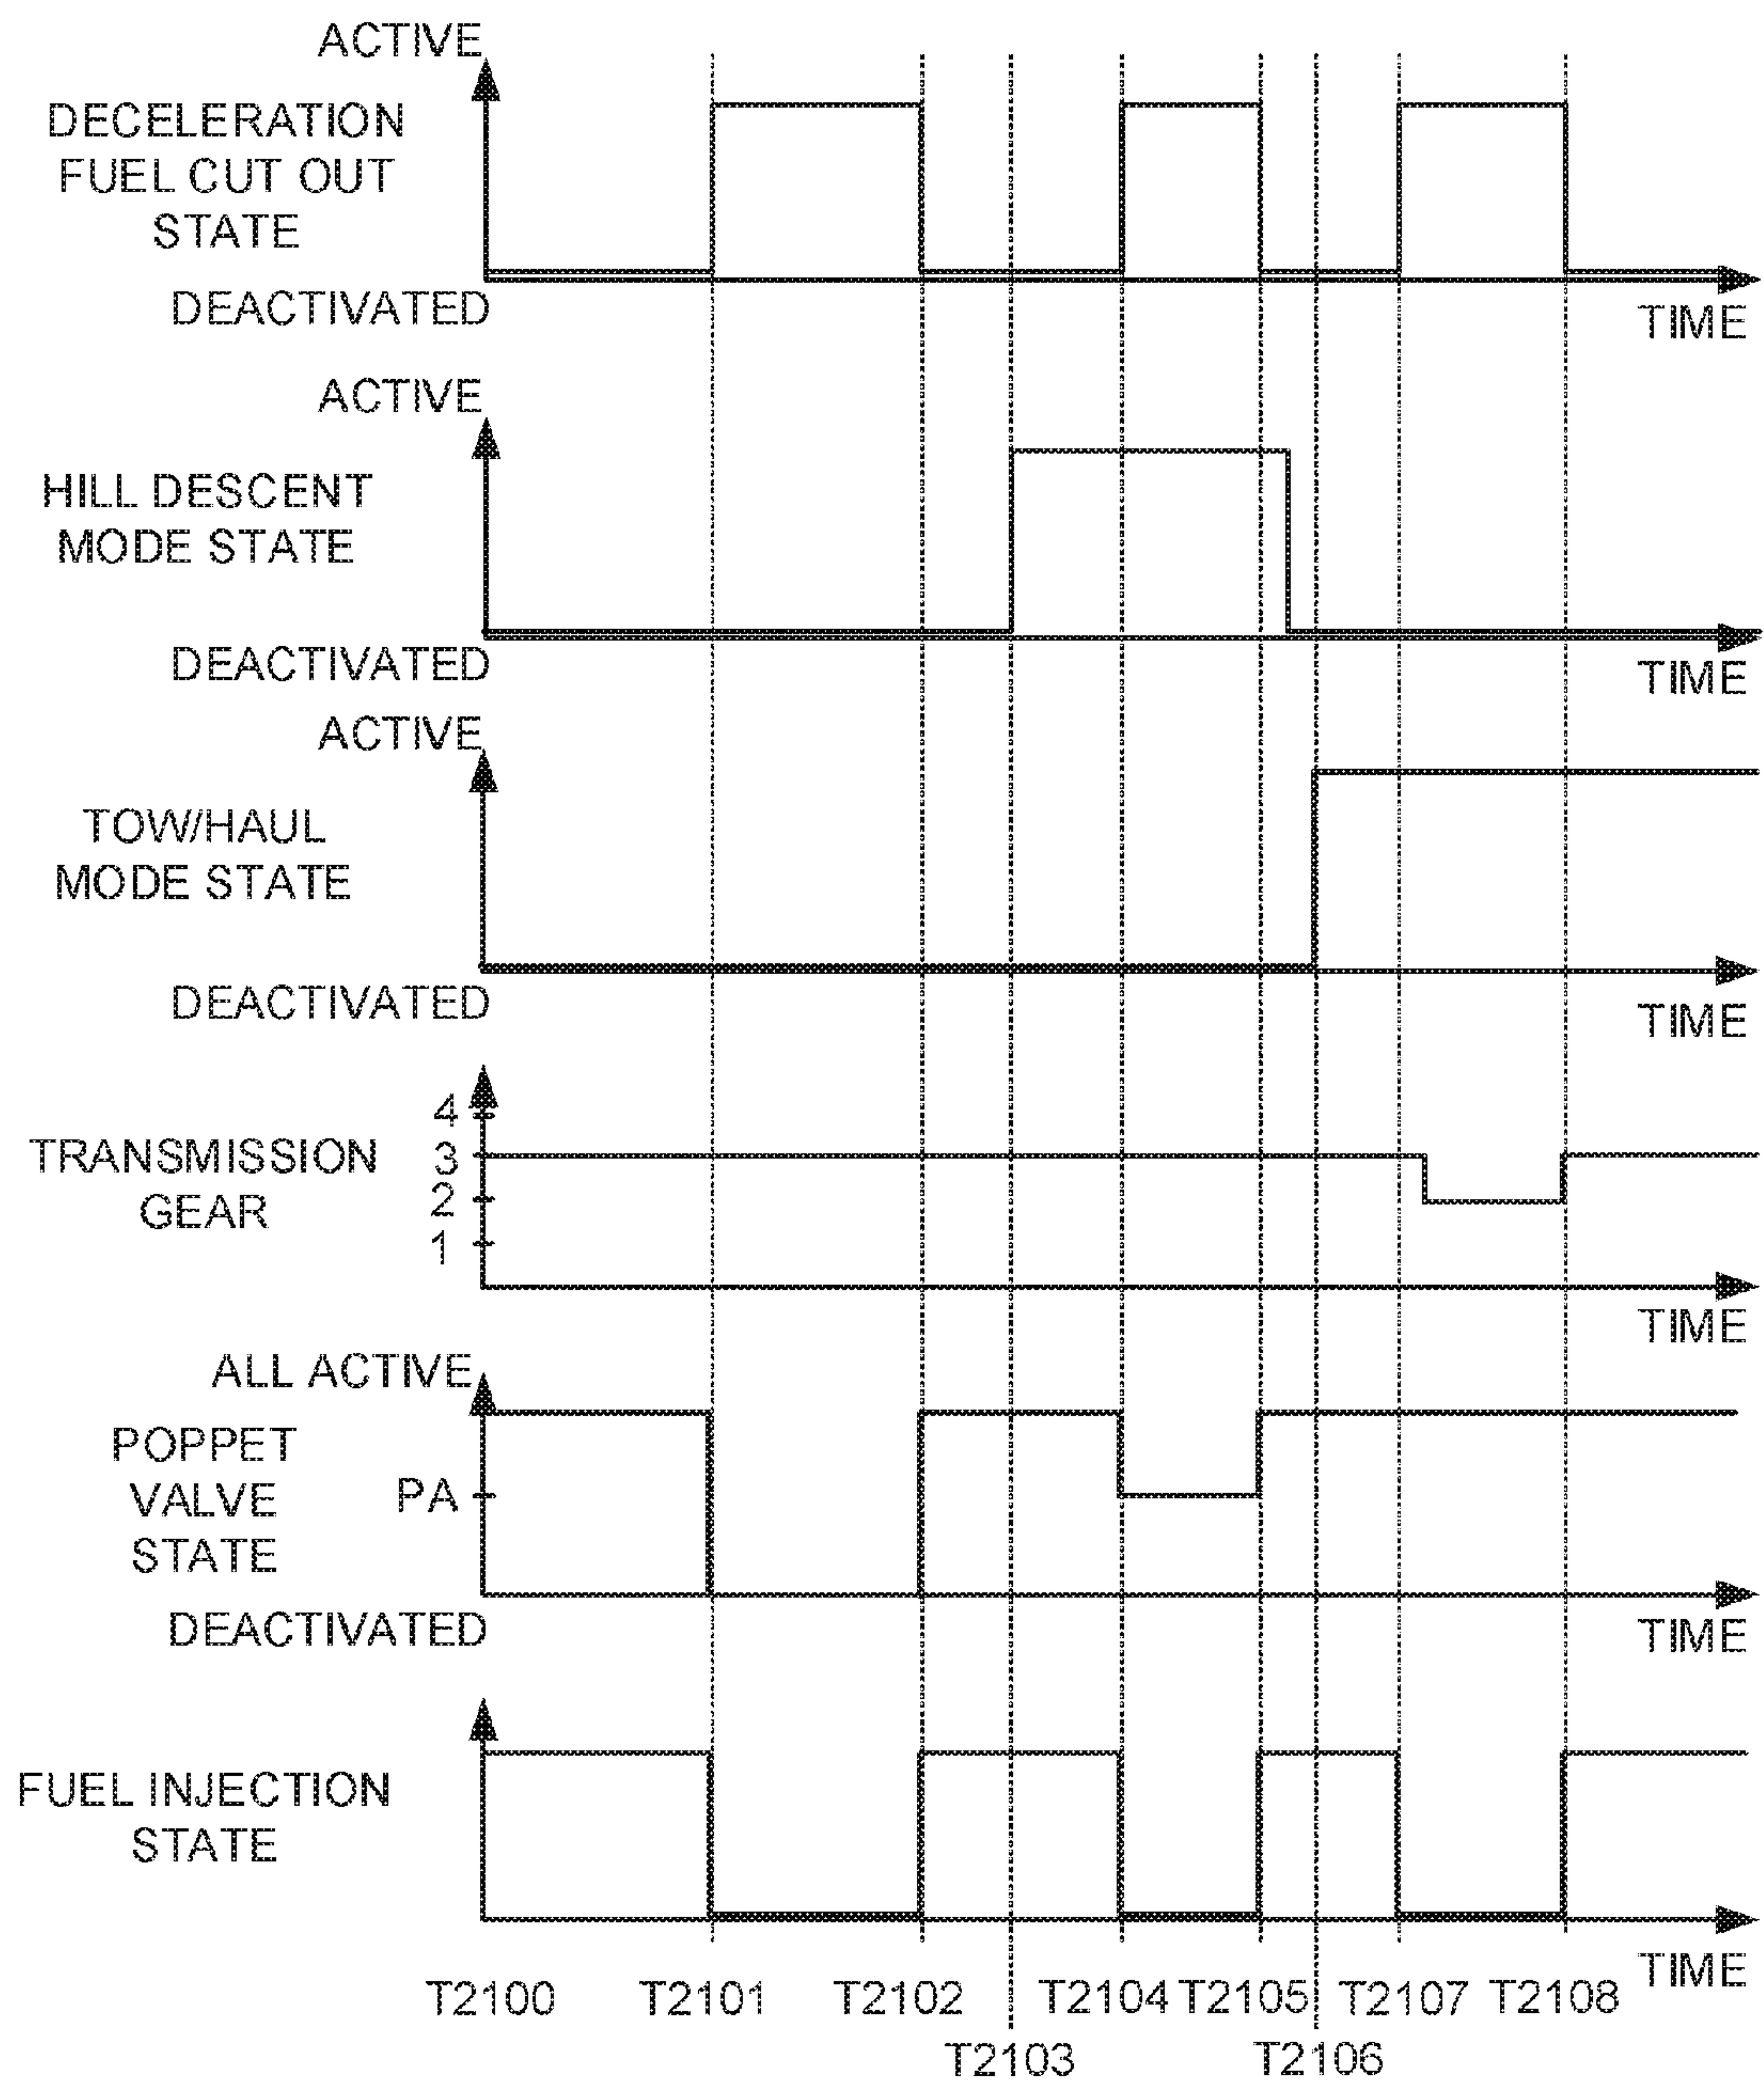 ACTIVE
DECELERATION
FUEL CUT OUT
STATE
DEACTIVATED
TIME
ACTIVE
HILL DESCENT
MODE STATE
DEACTIVATED
TIME
ACTIVE
TOW/HAUL
MODE STATE
DEACTIVATED
TIME
4
TRANSMISSION
3
GEAR
2
1
TIME
ALL ACTIVE
POPPET
VALVE
PA
STATE
DEACTIVATED
TIME
FUEL INJECTION
STATE
TIME
T2100 T2101 T2102 T2104 T2105 T2107 T2108
T2103 T2106